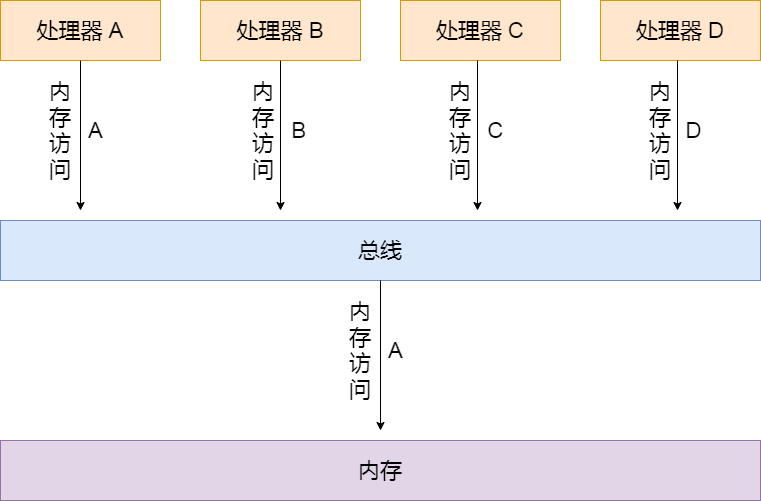 处理器 A
处理器 B
处理器 C
处理器 D
内存访问
A
内存访问
B
内存访问
C
内存访问
D
总线
内存访问
A
内存